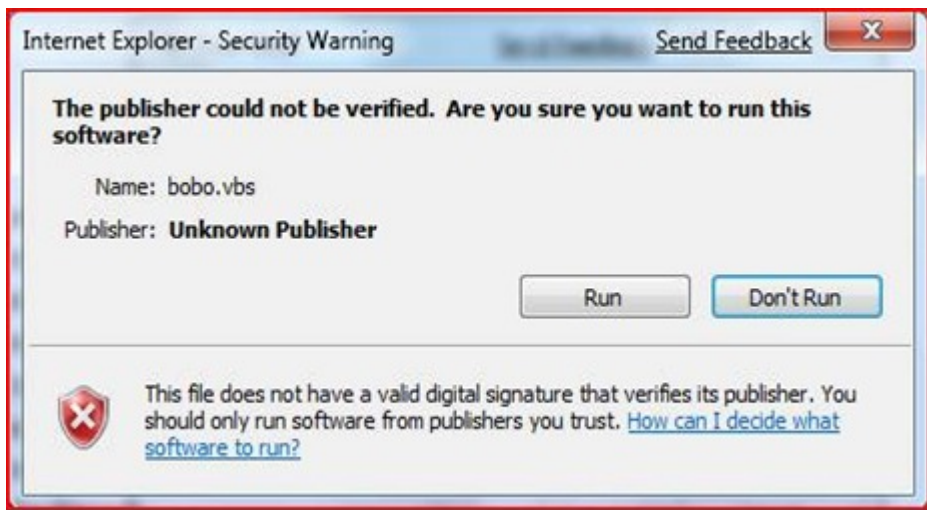 Internet Explorer - Security Warning
Send Feedback
The publisher could not be verified. Are you sure you want to run this
software?
Name: bobo.vbs
Publisher: Unknown Publisher
Run
Don't Run
This file does not have a valid digital signature that verifies its publisher. You
should only run software from publishers you trust. How can I decide what
software to run?